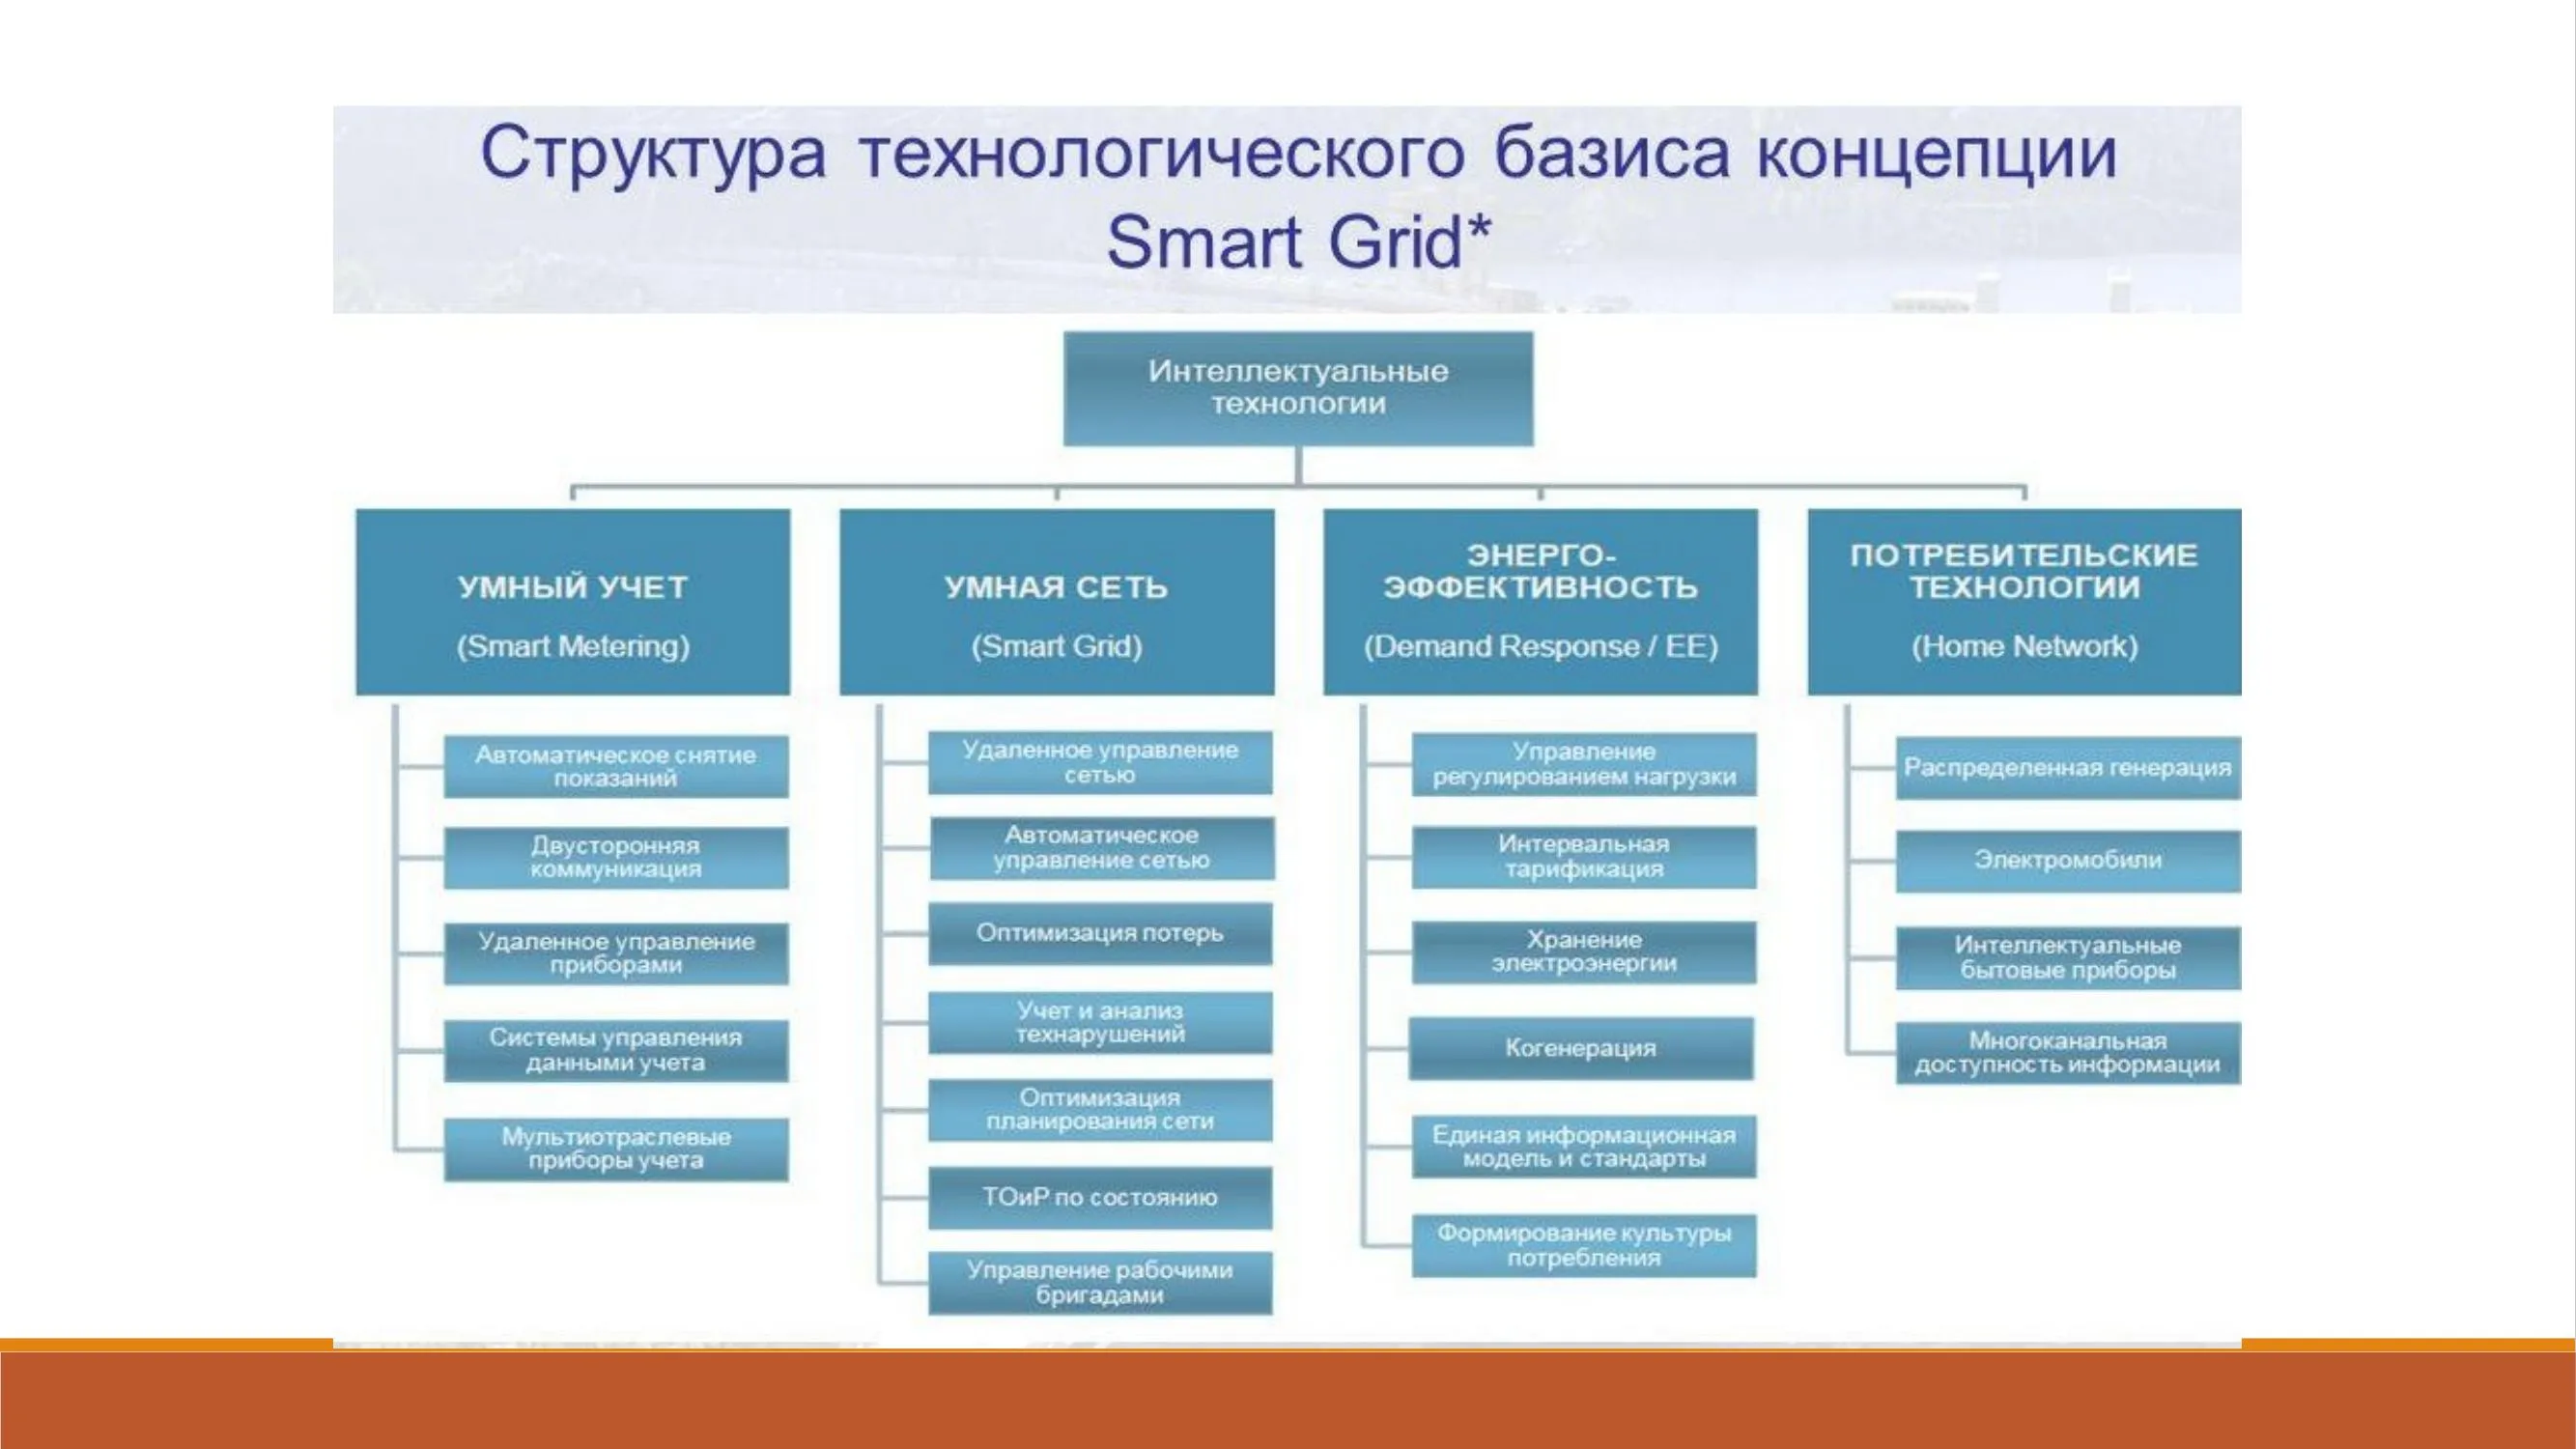 Структура технологического базиса концепции
Smart Grid*
Интеллектуальные
технологии
УМНЫЙ УЧЕТ
(Smart Metering)
Автоматическое снятие
показаний
Двусторонняя
коммуникация
Удаленное управление
приборами
Системы управления
данными учета
Мультиотраслевые
приборы учета
УМНАЯ СЕТЬ
(Smart Grid)
Удаленное управление
сетью
Автоматическое
управление сетью
Оптимизация потерь
Учет и анализ
технарушений
Оптимизация
планирования сети
ТОиР по состоянию
Управление рабочими
бригадами
ЭНЕРГО-
ЭФФЕКТИВНОСТЬ
(Demand Response / EE)
Управление
регулированием нагрузки
Интервальная
тарификация
Хранение
электроэнергии
Когенерация
Единая информационная
модель и стандарты
Формирование культуры
потребления
ПОТРЕБИТЕЛЬСКИЕ
ТЕХНОЛОГИИ
(Home Network)
Распределенная генерация
Электромобили
Интеллектуальные
бытовые приборы
Многоканальная
доступность информации